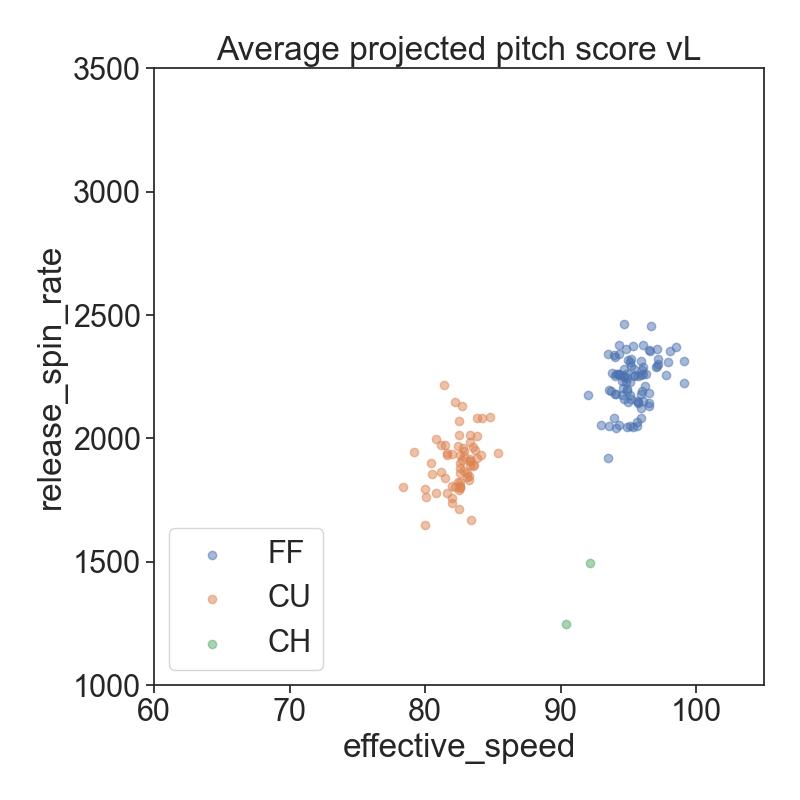 Average projected pitch score vL
3500
3000
2500
2000
1500
1000
release_spin_rate
FF
CU
CH
60 70 80 90 100
effective_speed